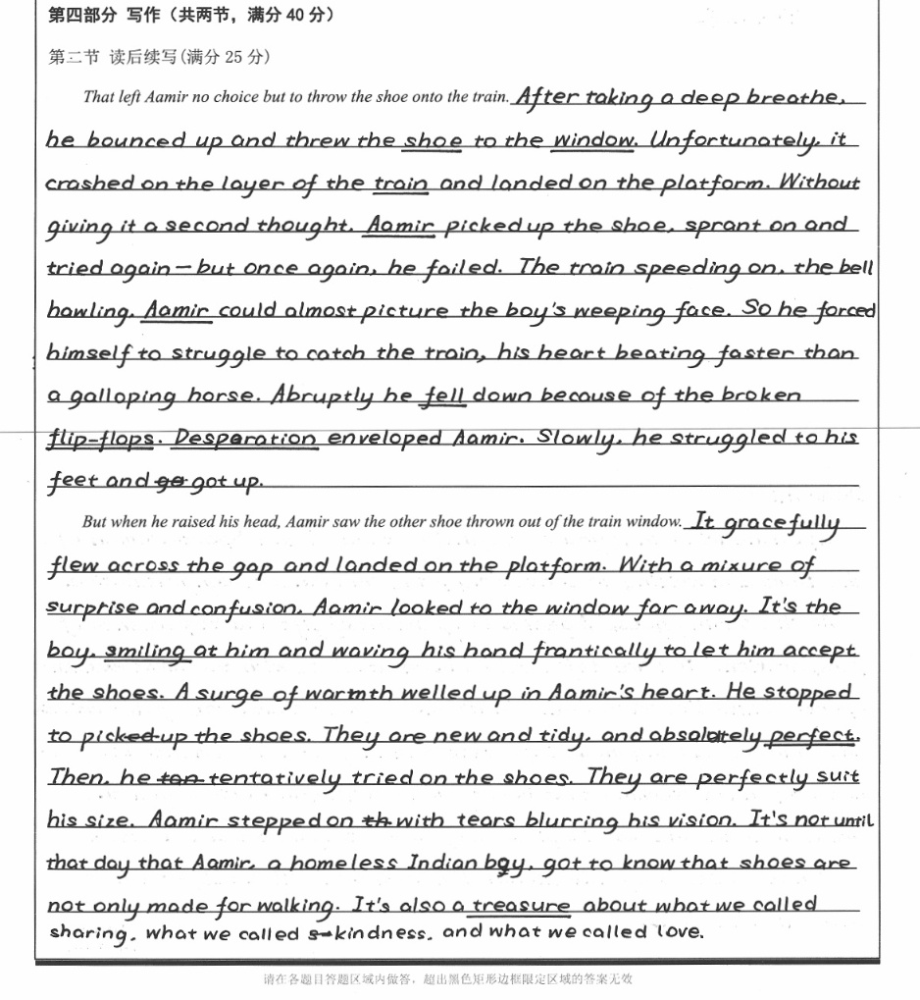 第四部分 写作（共两节，满分 40 分）
第二节 读后续写(满分 25 分)
That left Aamir no choice but to throw the shoe onto the train. After taking a deep breathe,
he bounced up and threw the shoe to the window. Unfortunately, it
crashed on the layer of the train and landed on the platform. Without
giving it a second thought, Aamir picked up the shoe, sprant on and
tried again — but once again, he failed. The train speeding on, the bell
howling, Aamir could almost picture the boy's weeping face. So he forced
himself to struggle to catch the train, his heart beating faster than
a galloping horse. Abruptly he fell down because of the broken
flip-flops. Desparation enveloped Aamir. Slowly, he struggled to his
feet and go got up.
But when he raised his head, Aamir saw the other shoe thrown out of the train window. It gracefully
flew across the gap and landed on the platform. With a mixure of
surprise and confusion, Aamir looked to the window far away. It's the
boy, smiling at him and waving his hand frantically to let him accept
the shoes. A surge of warmth welled up in Aamir's heart. He stopped
to picked up the shoes. They are new and tidy, and absolutely perfect.
Then, he tan tentatively tried on the shoes. They are perfectly suit
his size. Aamir stepped on th with tears blurring his vision. It's not until
that day that Aamir, a homeless Indian boy, got to know that shoes are
not only made for walking. It's also a treasure about what we called
sharing, what we called s kindness, and what we called love.
请在各题目答题区域内做答，超出黑色矩形边框限定区域的答案无效